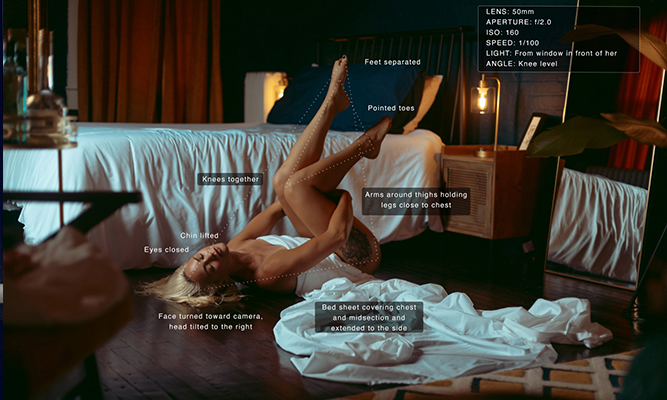 LENS: 50mm
APERTURE: f/2.0
ISO: 160
SPEED: 1/100
LIGHT: From window in front of her
ANGLE: Knee level
Feet separated
Pointed toes
Knees together
Arms around thighs holding
legs close to chest
Chin lifted
Eyes closed
Face turned toward camera,
head tilted to the right
Bed sheet covering chest
and midsection and
extended to the side